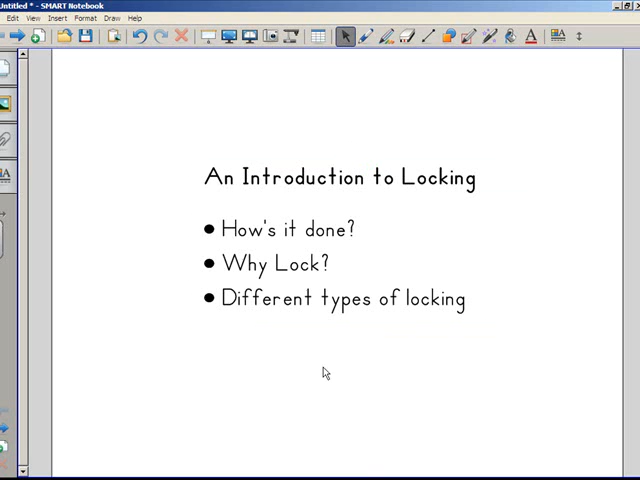 Untitled * - SMART Notebook
Edit View Insert Format Draw Help
An Introduction to Locking
• How's it done?
• Why Lock?
• Different types of locking